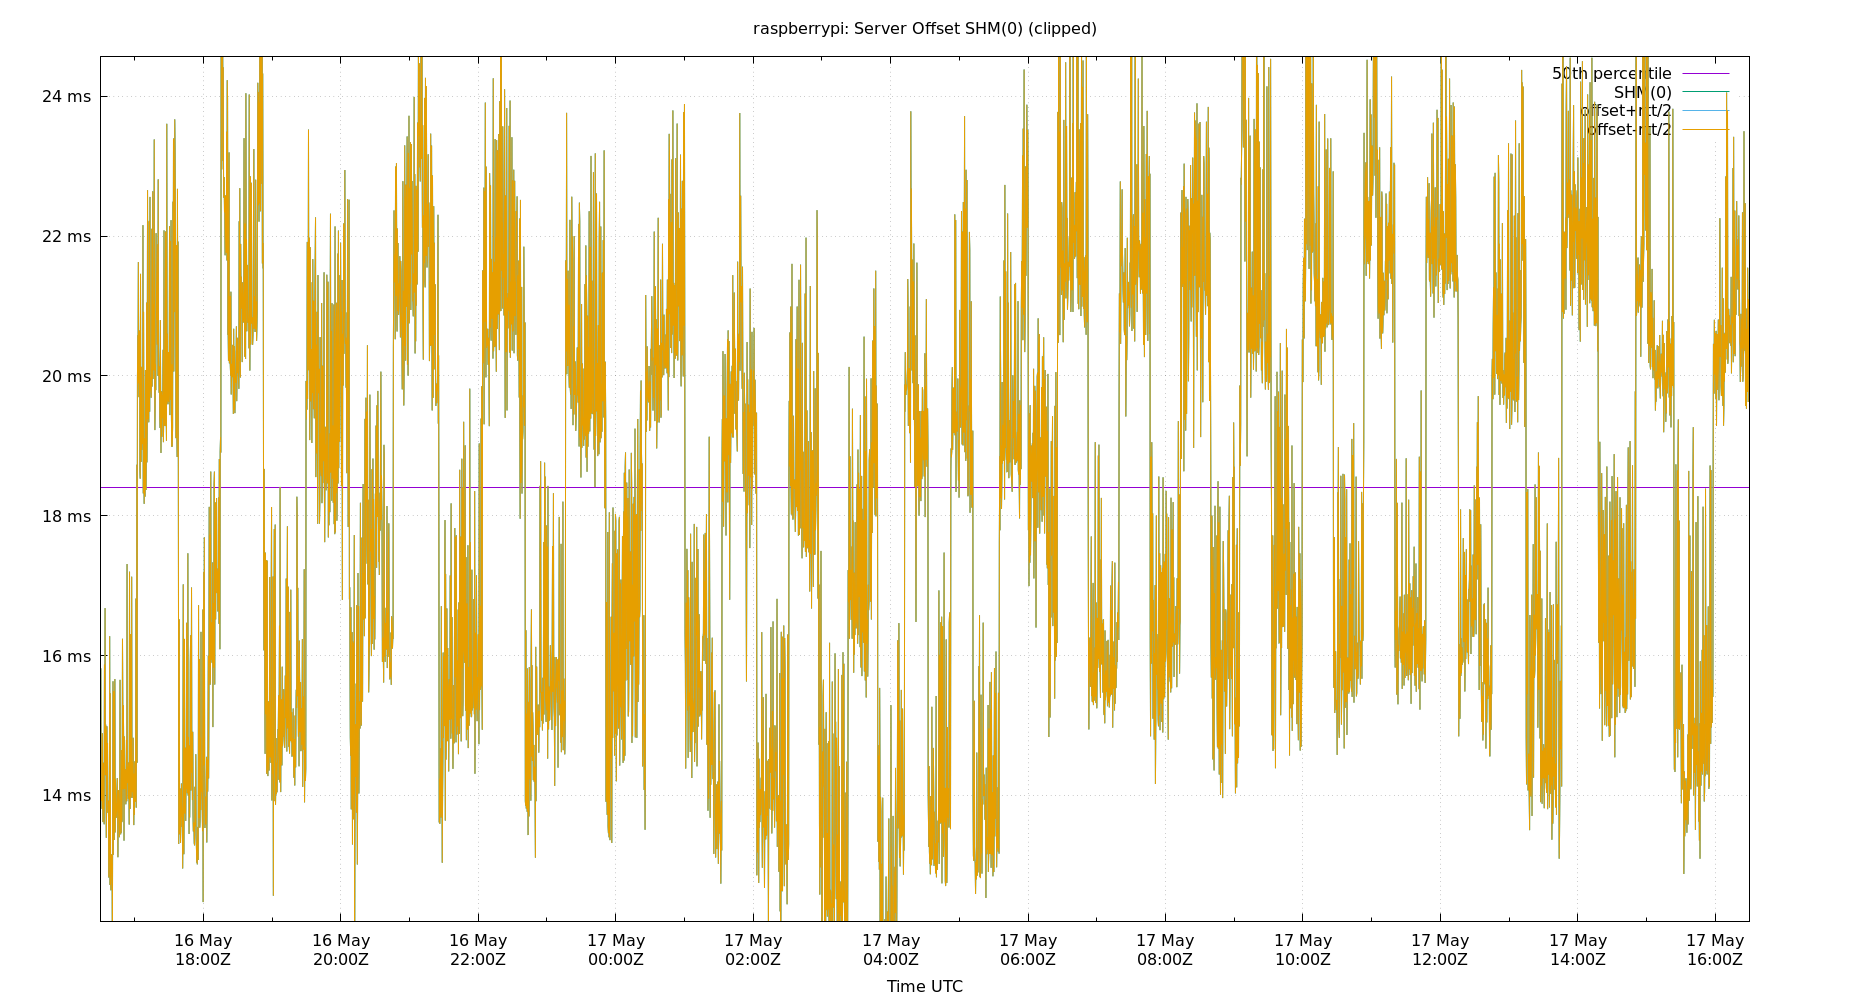 raspberrypi: Server Offset SHM(0) (clipped)
24 ms
22 ms
20 ms
18 ms
16 ms
14 ms
50th percentile
SHM(0)
offset+rtt/2
offset-rtt/2
16 May 16 May 16 May 17 May 17 May 17 May 17 May 17 May 17 May 17 May 17 May 17 May
18:00Z 20:00Z 22:00Z 00:00Z 02:00Z 04:00Z 06:00Z 08:00Z 10:00Z 12:00Z 14:00Z 16:00Z
Time UTC